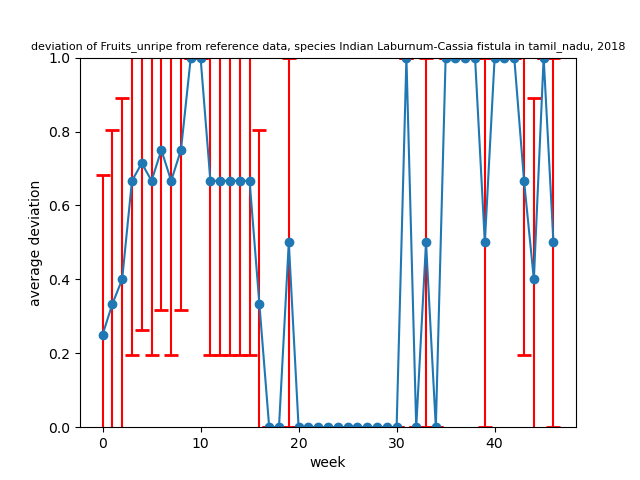 deviation of Fruits_unripe from reference data, species Indian Laburnum-Cassia fistula in tamil_nadu, 2018
1.0
0.8
0.6
0.4
0.2
0.0
average deviation
0 10 20 30 40
week